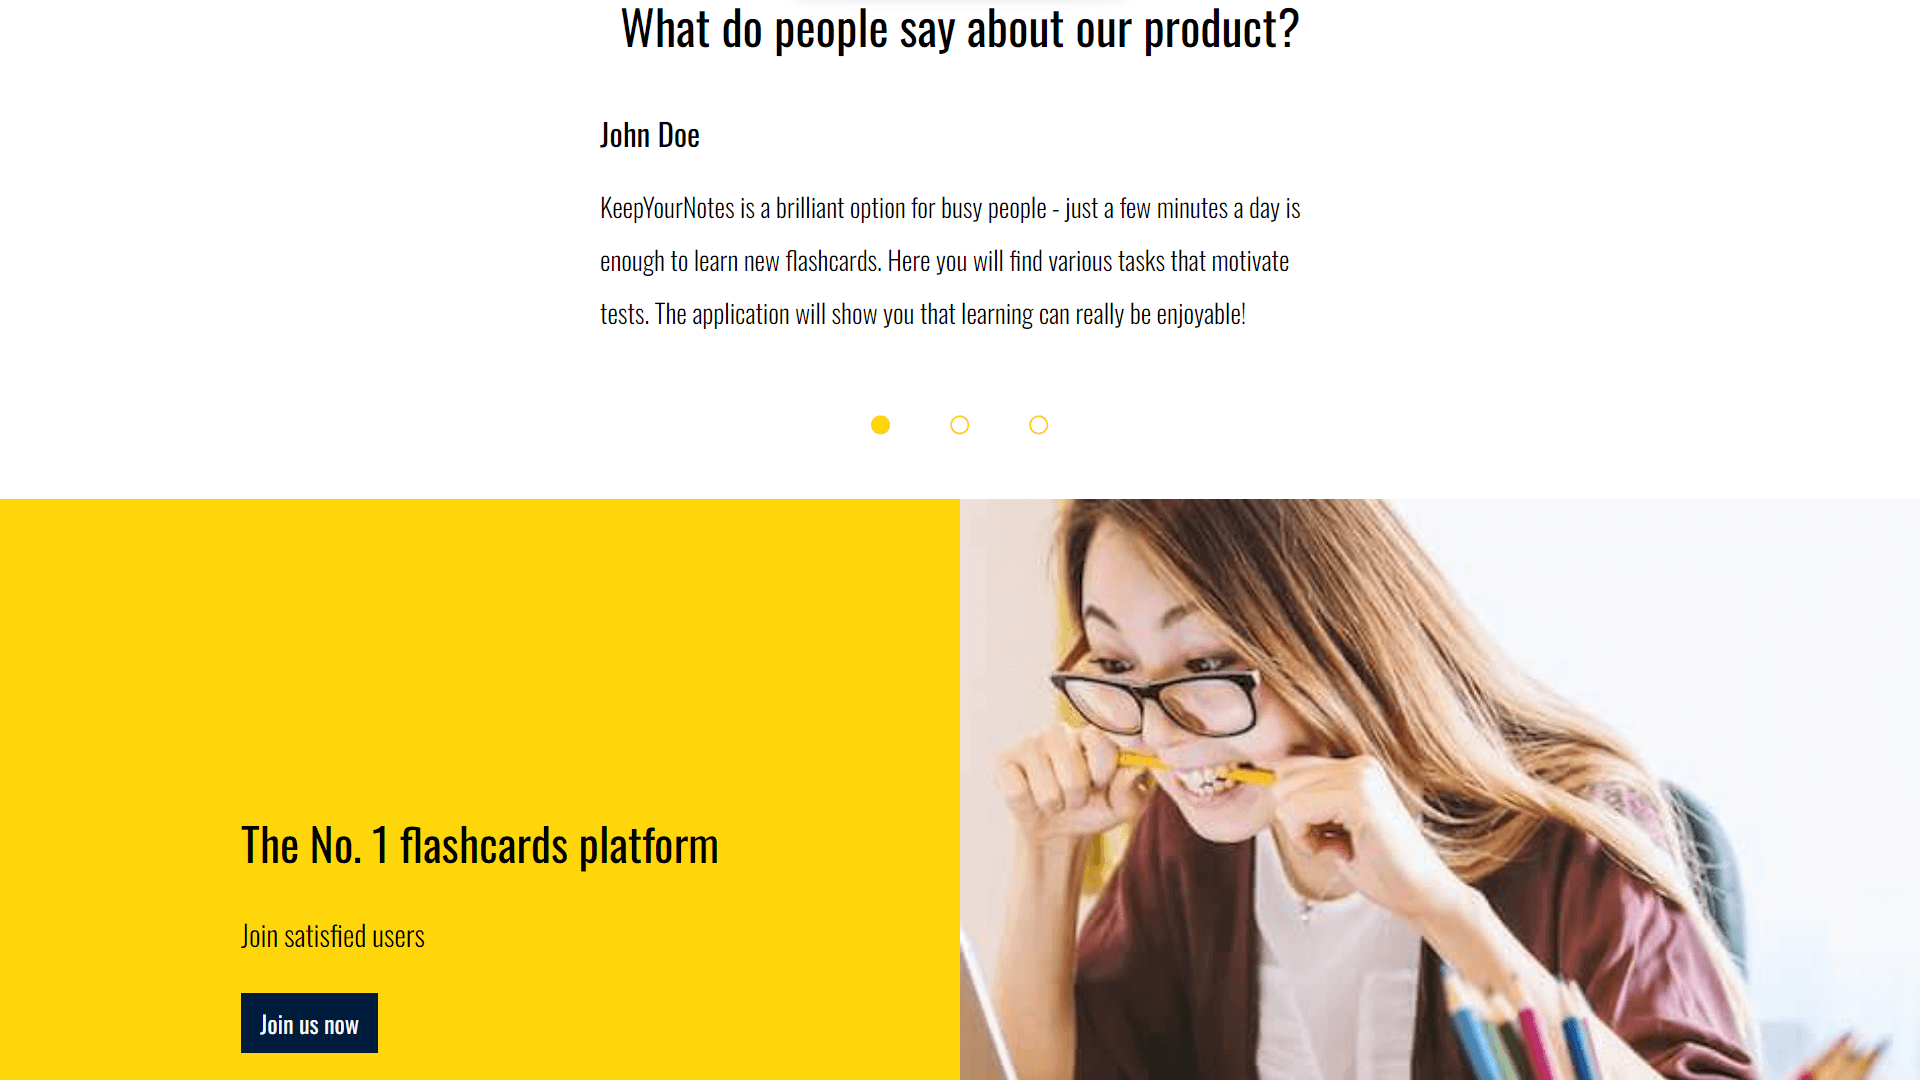 What do people say about our product?
John Doe
KeepYourNotes is a brilliant option for busy people - just a few minutes a day is
enough to learn new flashcards. Here you will find various tasks that motivate
tests. The application will show you that learning can really be enjoyable!
The No. 1 flashcards platform
Join satisfied users
Join us now